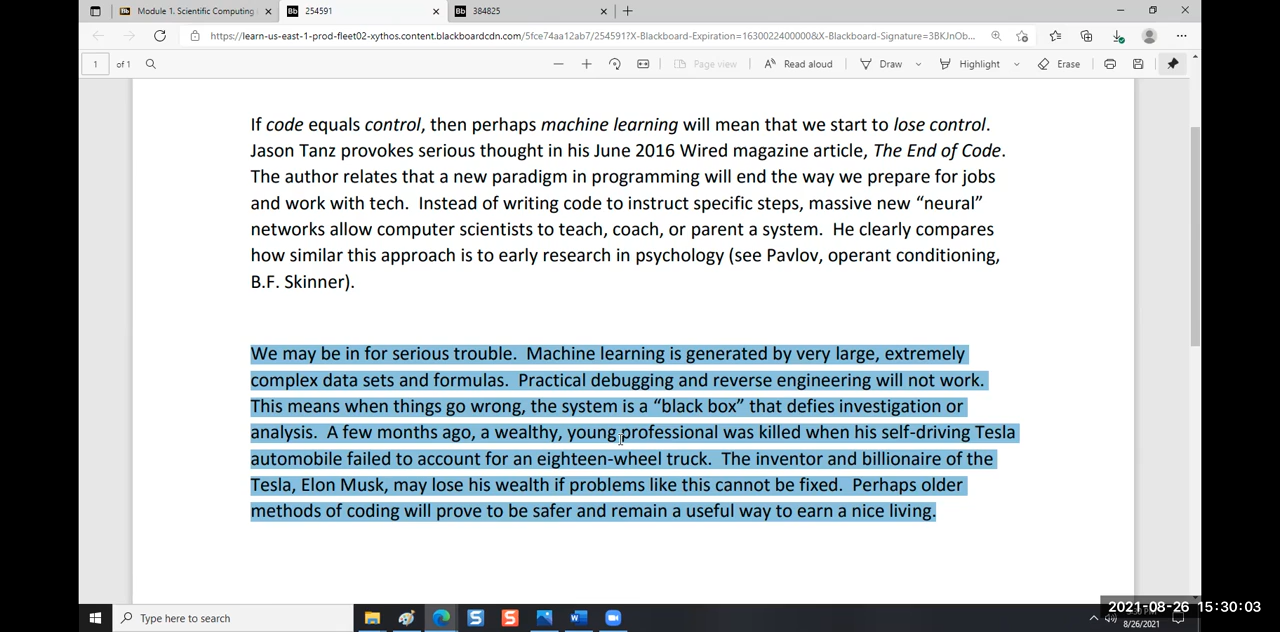 Module 1. Scientific Computing
254591
384825
https://learn-us-east-1-prod-fleet02-xythos.content.blackboardcdn.com/5fce74aa12ab7/254591?X-Blackboard-Expiration=1630022400000&X-Blackboard-Signature=3BKJnOb...
1 of 1
Page view
Read aloud
Draw
Highlight
Erase
If code equals control, then perhaps machine learning will mean that we start to lose control.
Jason Tanz provokes serious thought in his June 2016 Wired magazine article, The End of Code.
The author relates that a new paradigm in programming will end the way we prepare for jobs
and work with tech.  Instead of writing code to instruct specific steps, massive new “neural”
networks allow computer scientists to teach, coach, or parent a system.  He clearly compares
how similar this approach is to early research in psychology (see Pavlov, operant conditioning,
B.F. Skinner).
We may be in for serious trouble.  Machine learning is generated by very large, extremely
complex data sets and formulas.  Practical debugging and reverse engineering will not work.
This means when things go wrong, the system is a “black box” that defies investigation or
analysis.  A few months ago, a wealthy, young professional was killed when his self-driving Tesla
automobile failed to account for an eighteen-wheel truck.  The inventor and billionaire of the
Tesla, Elon Musk, may lose his wealth if problems like this cannot be fixed.  Perhaps older
methods of coding will prove to be safer and remain a useful way to earn a nice living.
Type here to search
2021-08-26 15:30:03
8/26/2021